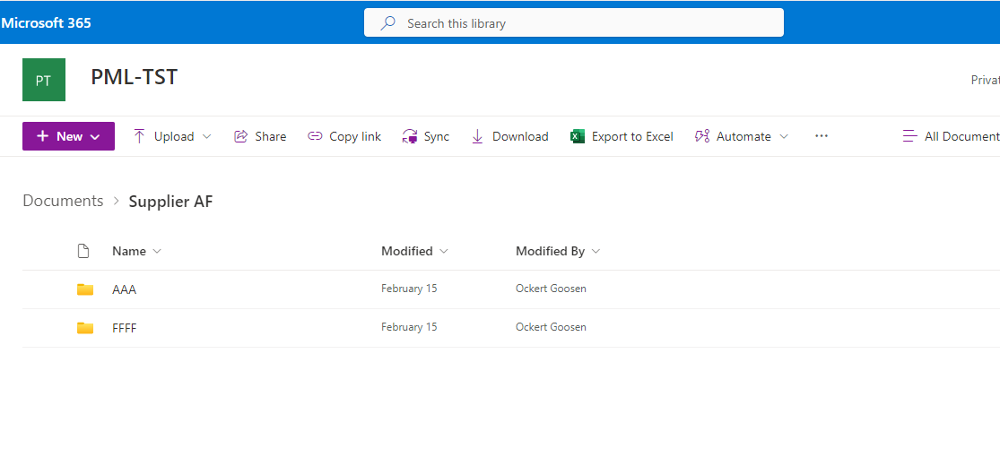 Microsoft 365
Search this library
PT
PML-TST
Privat
New
Upload
Share
Copy link
Sync
Download
Export to Excel
Automate
All Document
Documents > Supplier AF
Name
Modified
Modified By
AAA
February 15
Ockert Goosen
FFFF
February 15
Ockert Goosen